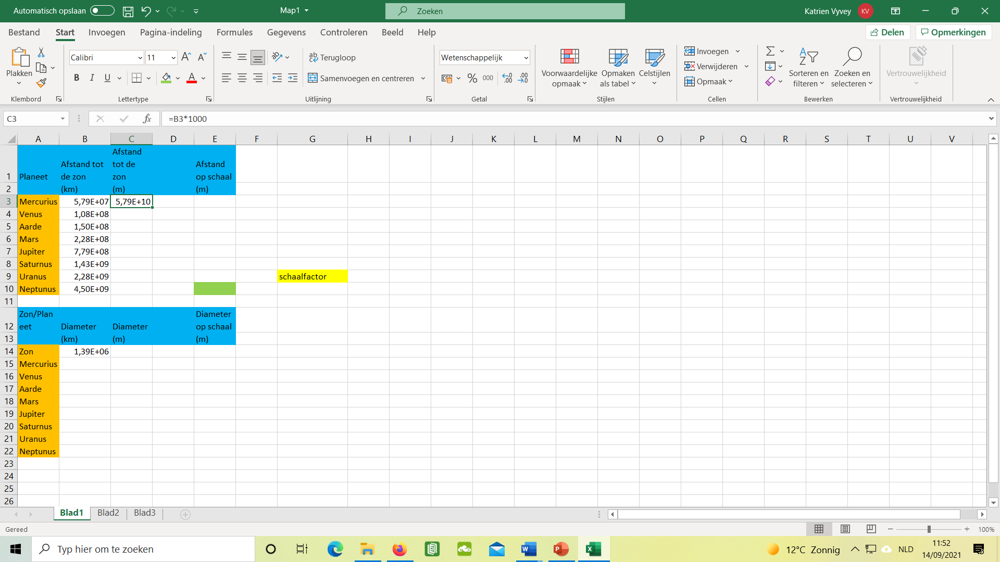 Automatisch opslaan
Map1
Zoeken
Katrien Vyvey KV
Bestand Start Invoegen Pagina-indeling Formules Gegevens Controleren Beeld Help
Delen Opmerkingen
Plakken
Klembord
Calibri 11
B I U
Lettertype
Terugloop
Samenvoegen en centreren
Uitlijning
Wetenschappelijk
% 000
Getal
Voorwaardelijke opmaak
Opmaken als tabel
Celstijlen
Stijlen
Invoegen
Verwijderen
Opmaak
Cellen
Sorteren en filteren
Zoeken en selecteren
Bewerken
Vertrouwelijkheid
Vertrouwelijkheid
C3 fx =B3*1000
A B C D E F G H I J K L M N O P Q R S T U V
1 Planeet Afstand tot de zon Afstand tot de zon Afstand op schaal
2 (km) (m) (m)
3 Mercurius 5,79E+07 5,79E+10
4 Venus 1,08E+08
5 Aarde 1,50E+08
6 Mars 2,28E+08
7 Jupiter 7,79E+08
8 Saturnus 1,43E+09
9 Uranus 2,28E+09 schaalfactor
10 Neptunus 4,50E+09
11
12 Zon/Planeet Diameter Diameter Diameter op schaal
13 (km) (m) (m)
14 Zon 1,39E+06
15 Mercurius
16 Venus
17 Aarde
18 Mars
19 Jupiter
20 Saturnus
21 Uranus
22 Neptunus
23
24
25
26
Blad1 Blad2 Blad3
Gereed
100%
Typ hier om te zoeken
12°C Zonnig
NLD
11:52
14/09/2021